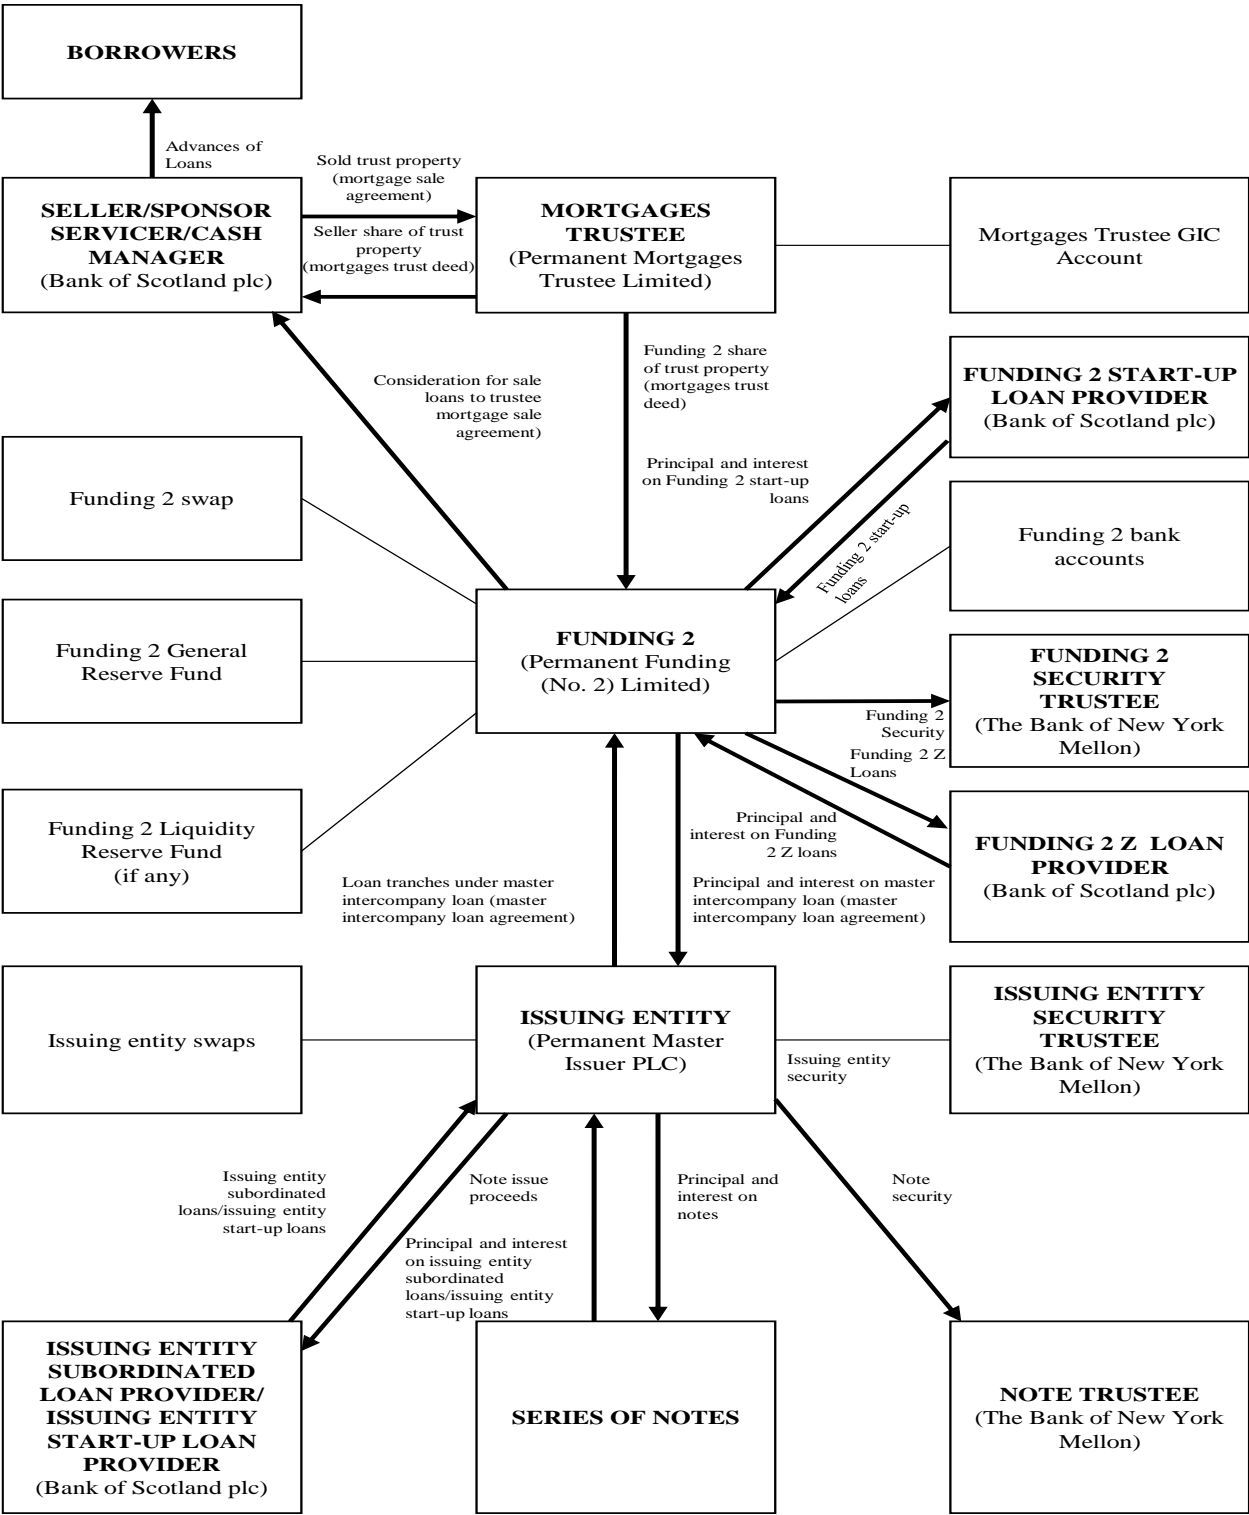 BORROWERS
Advances of
Loans
Sold trust property
(mortgage sale
agreement)
SELLER/SPONSOR
SERVICER/CASH
MANAGER
(Bank of Scotland plc)
Seller share of trust
property
(mortgages trust deed)
MORTGAGES
TRUSTEE
(Permanent Mortgages
Trustee Limited)
Mortgages Trustee GIC
Account
Consideration for sale
loans to trustee
mortgage sale
agreement)
Funding 2 share
of trust property
(mortgages trust
deed)
FUNDING 2 START-UP
LOAN PROVIDER
(Bank of Scotland plc)
Principal and interest
on Funding 2 start-up
loans
Funding 2 swap
Funding 2 start-up
loans
Funding 2 bank
accounts
Funding 2 General
Reserve Fund
FUNDING 2
(Permanent Funding
(No. 2) Limited)
FUNDING 2
SECURITY
TRUSTEE
(The Bank of New York
Mellon)
Funding 2
Security
Funding 2 Z
Loans
Funding 2 Liquidity
Reserve Fund
(if any)
Principal and
interest on Funding
2 Z loans
FUNDING 2 Z  LOAN
PROVIDER
(Bank of Scotland plc)
Loan tranches under master
intercompany loan (master
intercompany loan agreement)
Principal and interest on master
intercompany loan (master
intercompany loan agreement)
Issuing entity swaps
ISSUING ENTITY
(Permanent Master
Issuer PLC)
Issuing entity
security
ISSUING ENTITY
SECURITY
TRUSTEE
(The Bank of New York
Mellon)
Issuing entity
subordinated
loans/issuing entity
start-up loans
Note issue
proceeds
Principal and
interest on
notes
Note
security
Principal and interest
on issuing entity
subordinated
loans/issuing entity
start-up loans
ISSUING ENTITY
SUBORDINATED
LOAN PROVIDER/
ISSUING ENTITY
START-UP LOAN
PROVIDER
(Bank of Scotland plc)
SERIES OF NOTES
NOTE TRUSTEE
(The Bank of New York
Mellon)